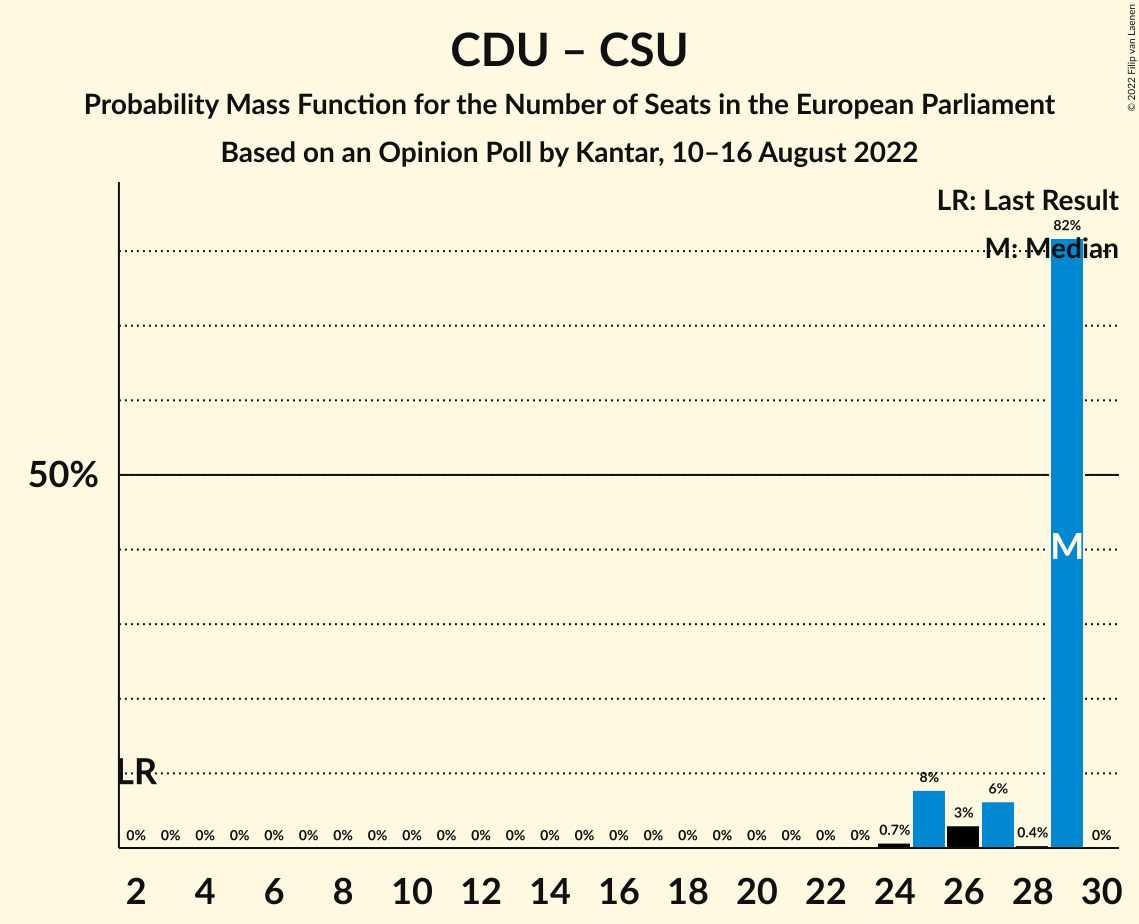 CDU – CSU
Probability Mass Function for the Number of Seats in the European Parliament
Based on an Opinion Poll by Kantar, 10–16 August 2022
© 2022 Filip van Laenen
LR: Last Result
M: Median
82%
50%
M
LR
0% 0% 0% 0% 0% 0% 0% 0% 0% 0% 0% 0% 0% 0% 0% 0% 0% 0% 0% 0% 0% 0% 0.7% 8% 3% 6% 0.4% 0%
2 4 6 8 10 12 14 16 18 20 22 24 26 28 30